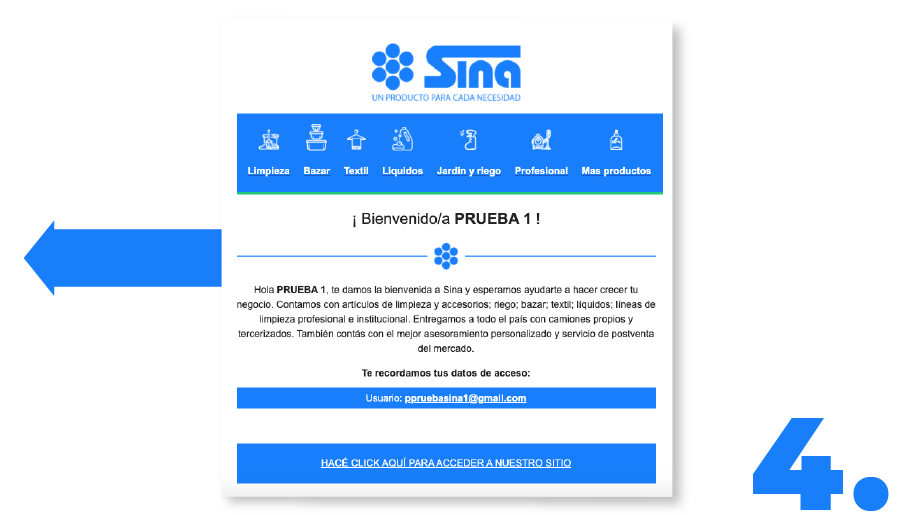 Sina
UN PRODUCTO PARA CADA NECESIDAD
Limpieza Bazar Textil Liquidos Jardin y riego Profesional Mas productos
¡ Bienvenido/a PRUEBA 1 !
Hola PRUEBA 1, te damos la bienvenida a Sina y esperamos ayudarte a hacer crecer tu
negocio. Contamos con artículos de limpieza y accesorios; riego; bazar; textil; líquidos; líneas de
limpieza profesional e institucional. Entregamos a todo el país con camiones propios y
tercerizados. También contás con el mejor asesoramiento personalizado y servicio de postventa
del mercado.
Te recordamos tus datos de acceso:
Usuario: ppruebasina1@gmail.com
HACÉ CLICK AQUÍ PARA ACCEDER A NUESTRO SITIO
4.